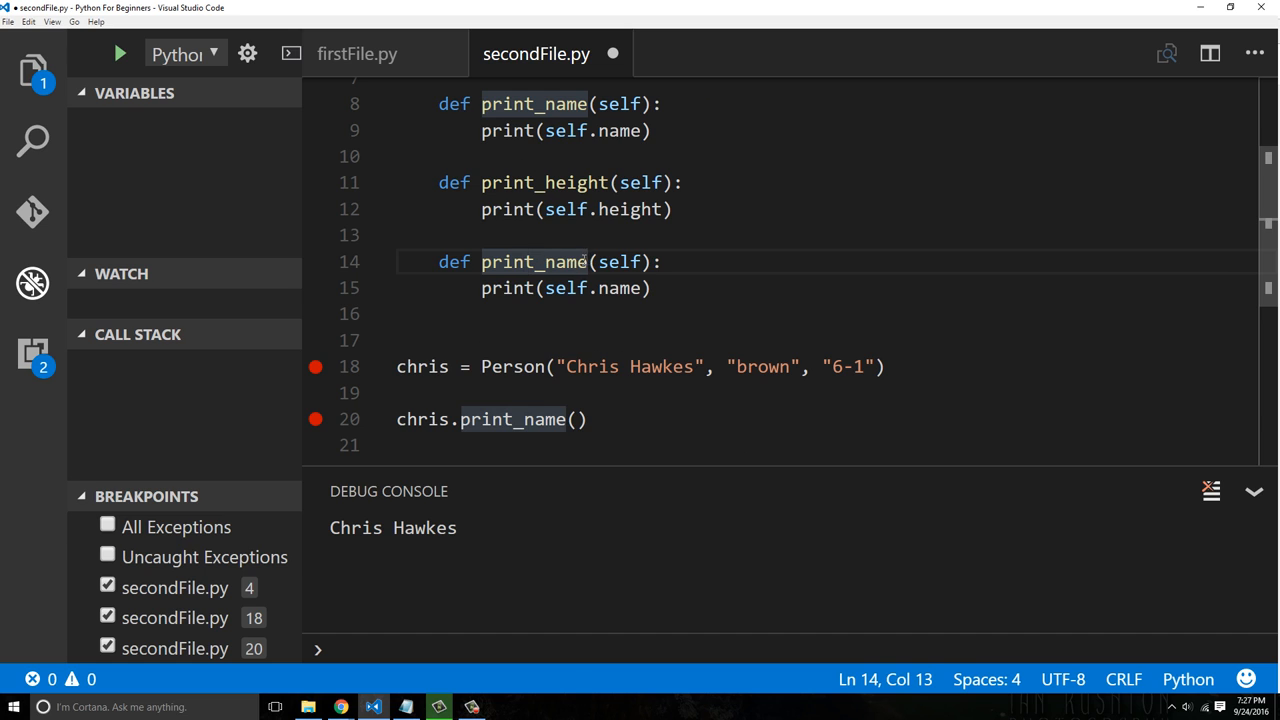 secondFile.py - Python For Beginners - Visual Studio Code
File Edit View Go Help
Python
firstFile.py
secondFile.py
1
2
VARIABLES
WATCH
CALL STACK
BREAKPOINTS
All Exceptions
Uncaught Exceptions
secondFile.py 4
secondFile.py 18
secondFile.py 20
7
8 def print_name(self):
9 print(self.name)
10
11 def print_height(self):
12 print(self.height)
13
14 def print_name(self):
15 print(self.name)
16
17
18 chris = Person("Chris Hawkes", "brown", "6-1")
19
20 chris.print_name()
21
DEBUG CONSOLE
Chris Hawkes
0 0
Ln 14, Col 13 Spaces: 4 UTF-8 CRLF Python
I'm Cortana. Ask me anything.
7:27 PM
9/24/2016